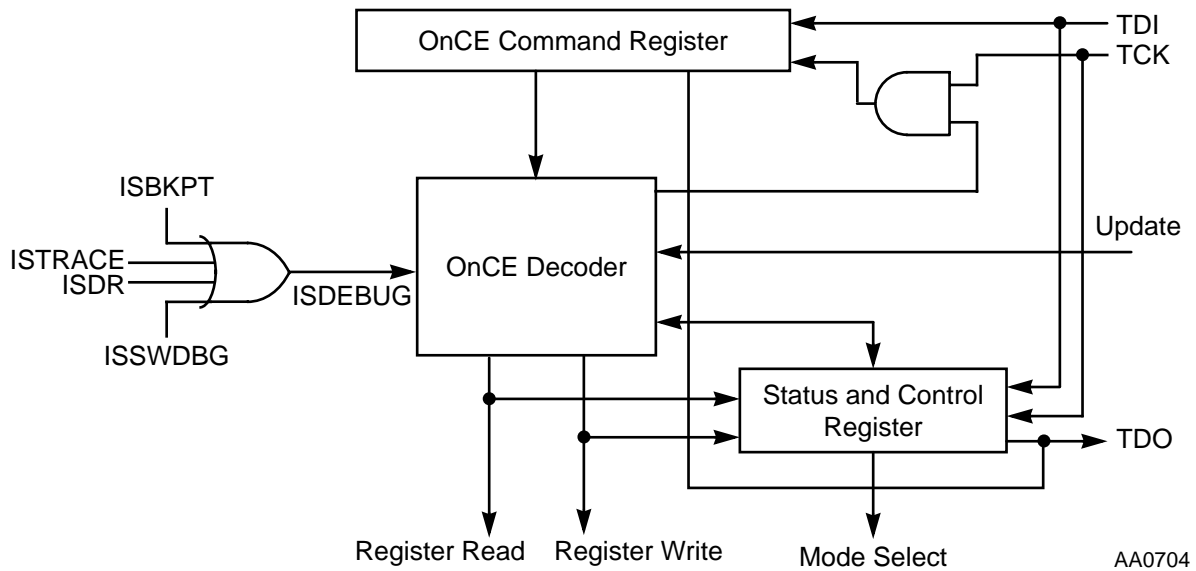 OnCE Command Register
TDI
TCK
ISBKPT
ISTRACE
ISDR
ISSWDBG
ISDEBUG
OnCE Decoder
Update
Status and Control
Register
TDO
Register Read
Register Write
Mode Select
AA0704